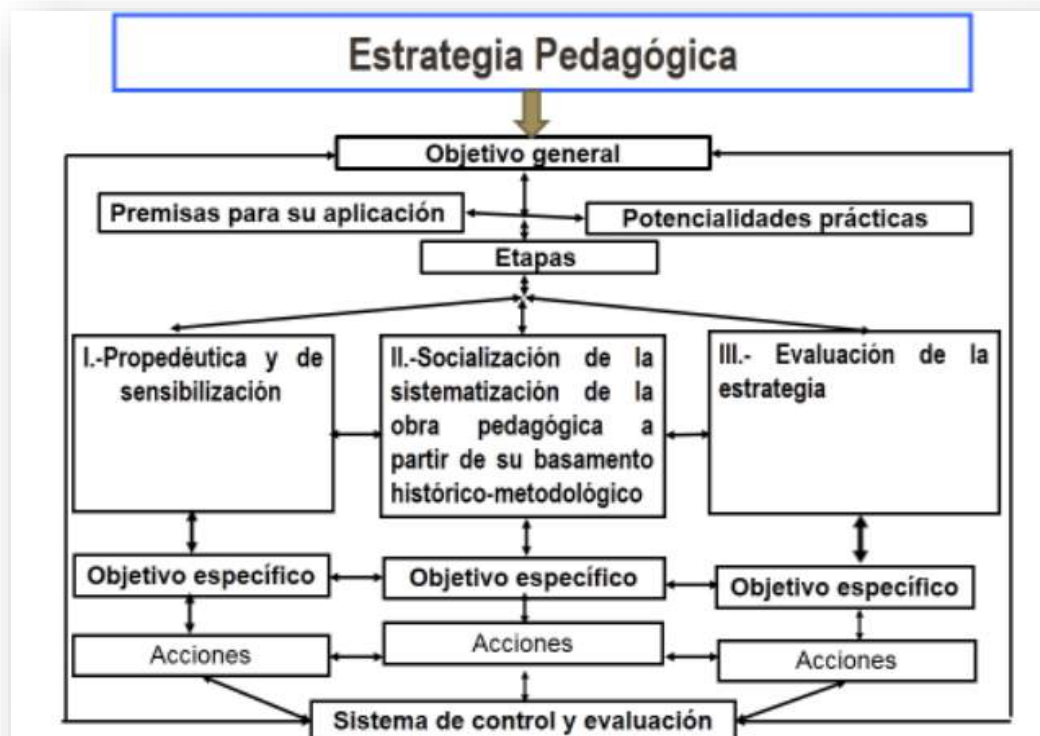 Estrategia Pedagógica
Objetivo general
Premisas para su aplicación
Potencialidades prácticas
Etapas
I.-Propedéutica y de
sensibilización
II.-Socialización de la
sistematización de la
obra pedagógica a
partir de su basamento
histórico-metodológico
III.- Evaluación de la
estrategia
Objetivo específico
Objetivo específico
Objetivo específico
Acciones
Acciones
Acciones
Sistema de control y evaluación